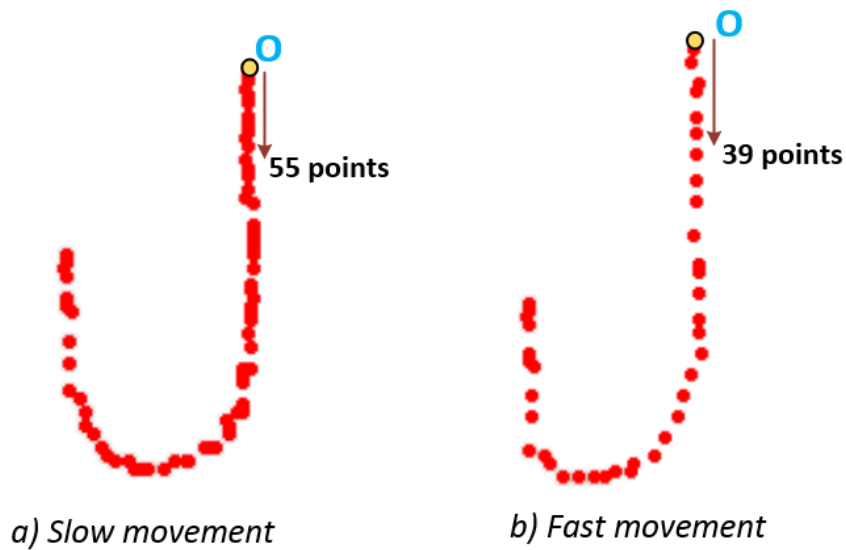 O
55 points
a) Slow movement
O
39 points
b) Fast movement